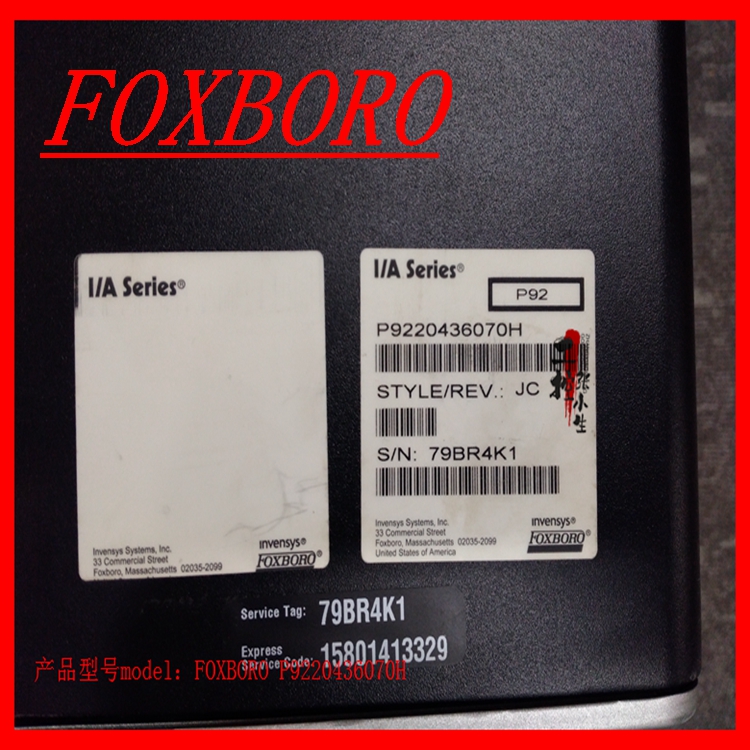 FOXBORO
I/A Series®
Invensys Systems, Inc.
33 Commercial Street
Foxboro, Massachusetts 02035-2099
invensys®
FOXBORO®
I/A Series®
P92
P9220436070H
STYLE/REV.: JC
S/N: 79BR4K1
Invensys Systems, Inc.
33 Commercial Street
Foxboro, Massachusetts 02035-2099
United States of America
invensys®
FOXBORO®
小生
Service Tag: 79BR4K1
Express
Service Code: 15801413329
产品型号model: FOXBORO P9220436070H